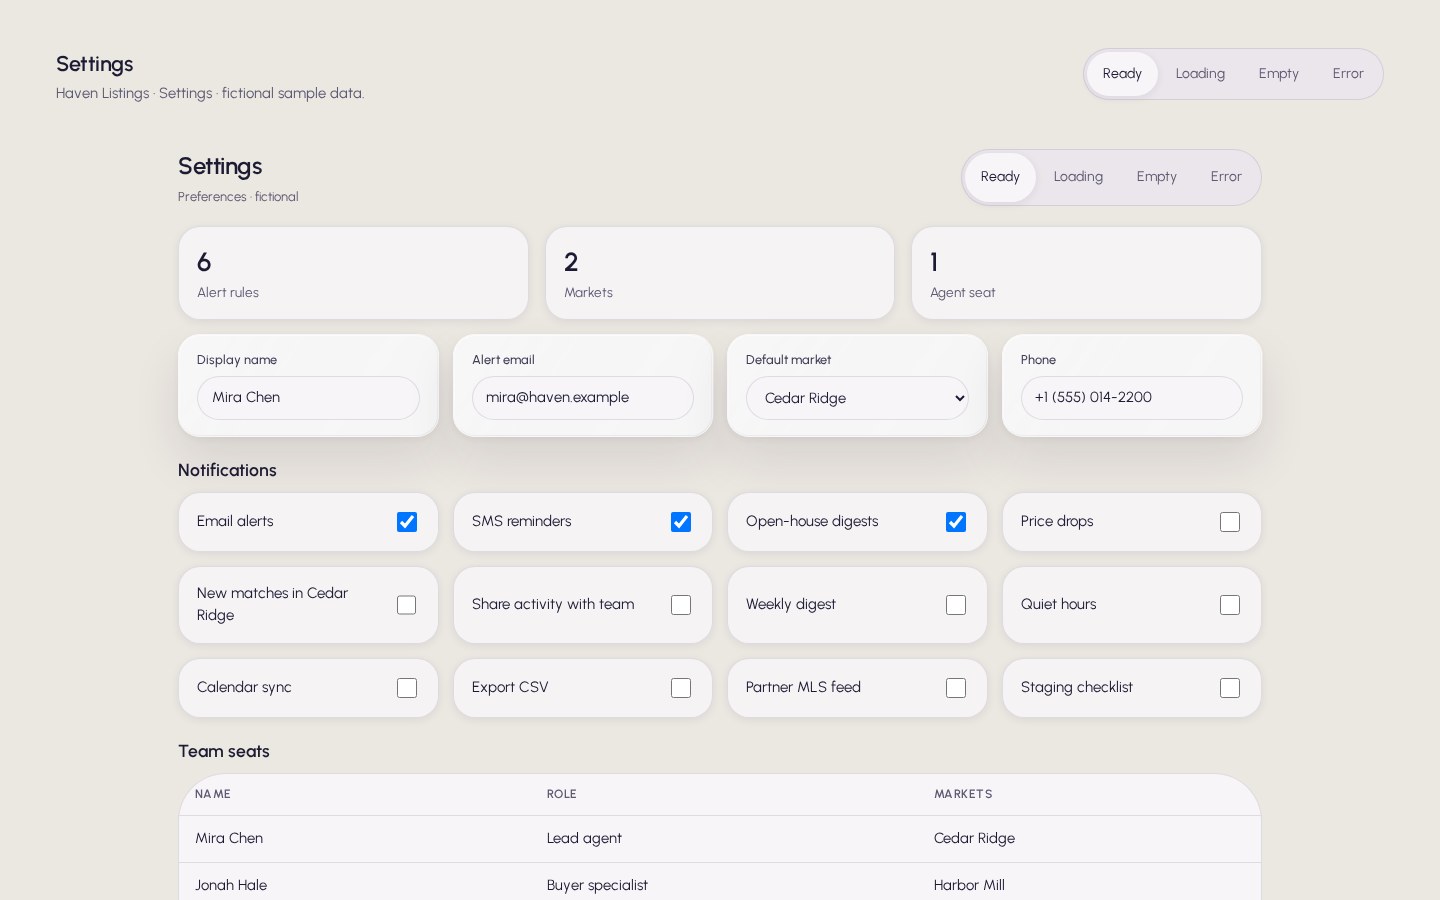 Settings
Haven Listings · Settings · fictional sample data.
Ready Loading Empty Error
Settings
Preferences · fictional
Ready Loading Empty Error
6
Alert rules
2
Markets
1
Agent seat
Display name
Mira Chen
Alert email
mira@haven.example
Default market
Cedar Ridge
Phone
+1 (555) 014-2200
Notifications
Email alerts
SMS reminders
Open-house digests
Price drops
New matches in Cedar
Ridge
Share activity with team
Weekly digest
Quiet hours
Calendar sync
Export CSV
Partner MLS feed
Staging checklist
Team seats
NAME ROLE MARKETS
Mira Chen Lead agent Cedar Ridge
Jonah Hale Buyer specialist Harbor Mill